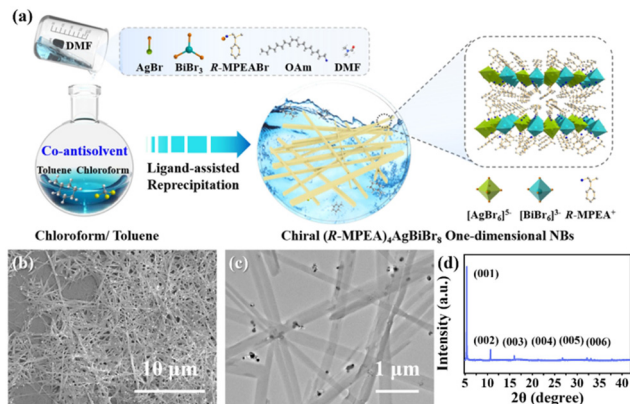 (a)
DMF
AgBr BiBr₃ R-MPEABr OAm DMF
Co-antisolvent
Toluene Chloroform
Ligand-assisted
Reprecipitation
[AgBr₆]⁵⁻ [BiBr₆]³⁻ R-MPEA⁺
Chloroform/ Toluene
Chiral (R-MPEA)₄AgBiBr₈ One-dimensional NBs
(b)
10 μm
(c)
1 μm
(d)
Intensity (a.u.)
(001)
(002)
(003)
(004)
(005)
(006)
5 10 15 20 25 30 35 40
2θ (degree)